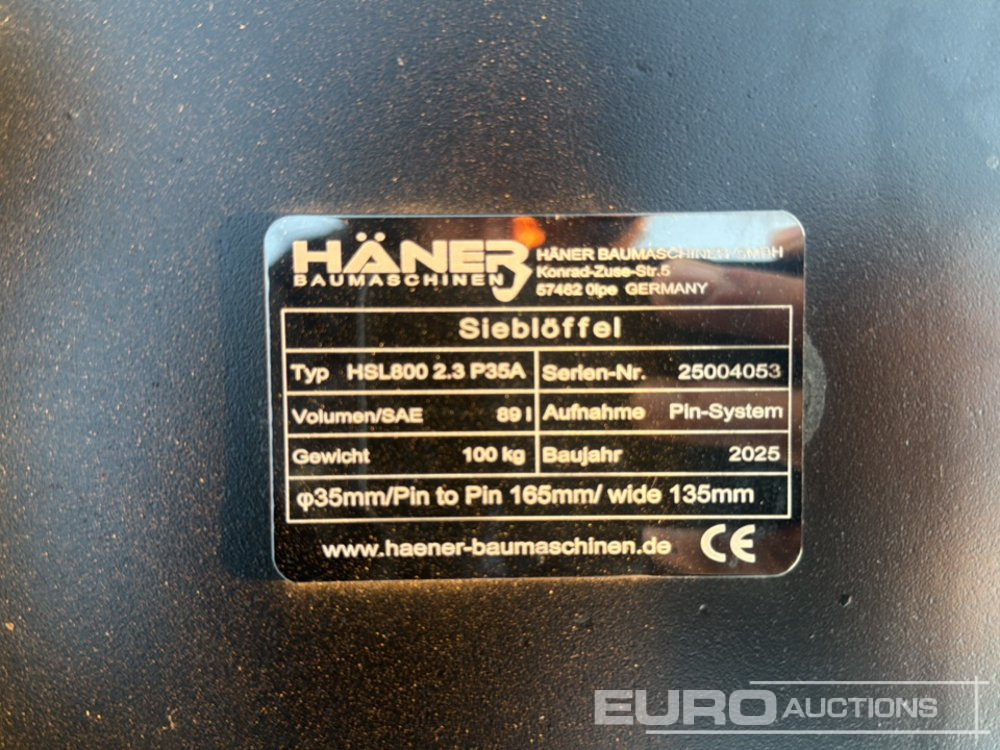 HÄNER
BAUMASCHINEN
HÄNER BAUMASCHINEN GMBH
Konrad-Zuse-Str.5
57462 Olpe GERMANY
Sieblöffel
Typ HSL800 2.3 P35A Serien-Nr. 25004053
Volumen/SAE 89 l Aufnahme Pin-System
Gewicht 100 kg Baujahr 2025
φ35mm/Pin to Pin 165mm/ wide 135mm
www.haener-baumaschinen.de CE
EURO AUCTIONS